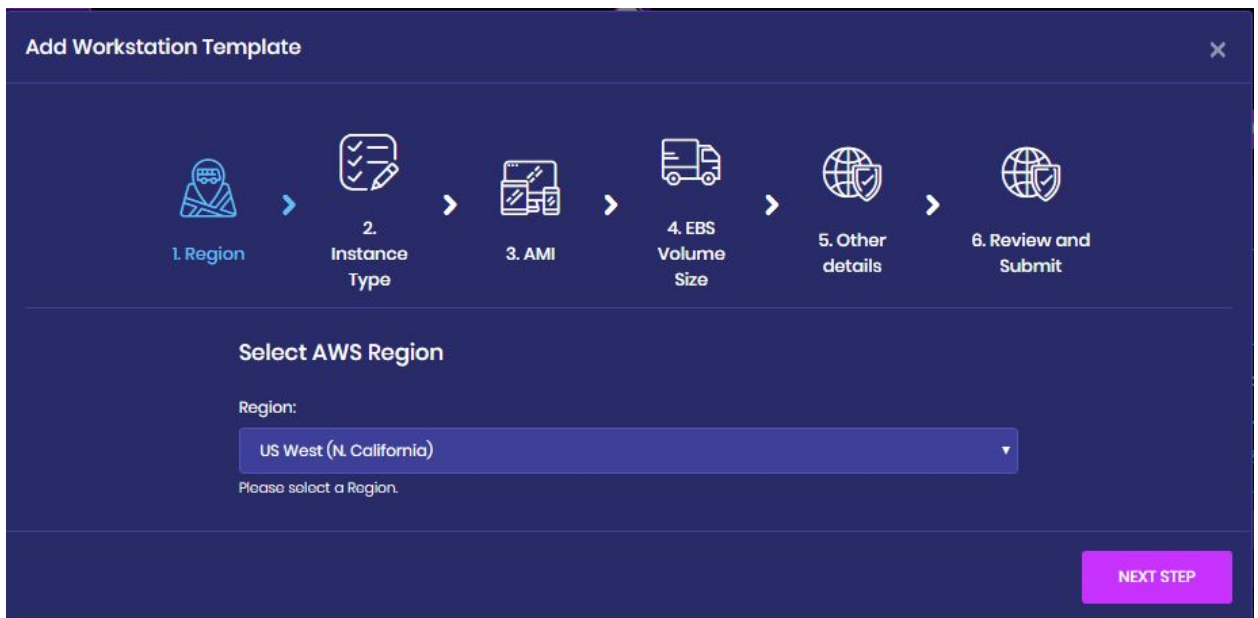 Add Workstation Template
×
1. Region
2.
Instance
Type
3. AMI
4. EBS
Volume
Size
5. Other
details
6. Review and
Submit
Select AWS Region
Region:
US West (N. California)
Please select a Region.
NEXT STEP